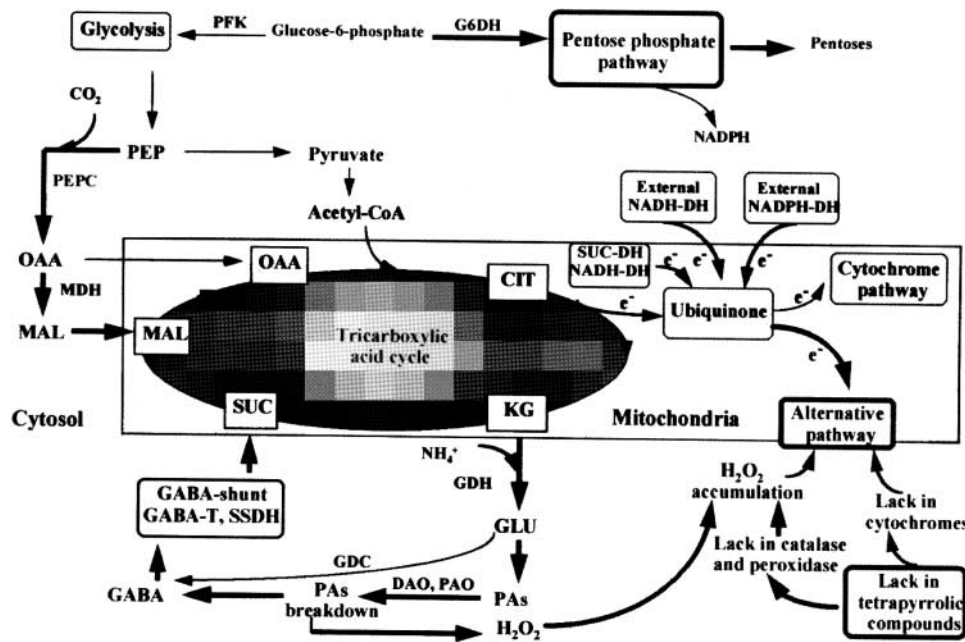 Glycolysis
PFK
Glucose-6-phosphate
G6DH
Pentose phosphate
pathway
Pentoses
NADPH
CO₂
PEP
PEPC
Pyruvate
Acetyl-CoA
External
NADH-DH
External
NADPH-DH
OAA
OAA
MDH
MAL
MAL
CIT
SUC-DH
NADH-DH
e⁻
e⁻
e⁻
e⁻
Ubiquinone
e⁻
Cytochrome
pathway
e⁻
Tricarboxylic
acid cycle
SUC
KG
Cytosol
Mitochondria
Alternative
pathway
NH₄⁺
GDH
GABA-shunt
GABA-T, SSDH
GLU
H₂O₂
accumulation
Lack in
cytochromes
Lack in catalase
and peroxidase
GDC
GABA
PAs
breakdown
DAO, PAO
PAs
H₂O₂
Lack in
tetrapyrrolic
compounds